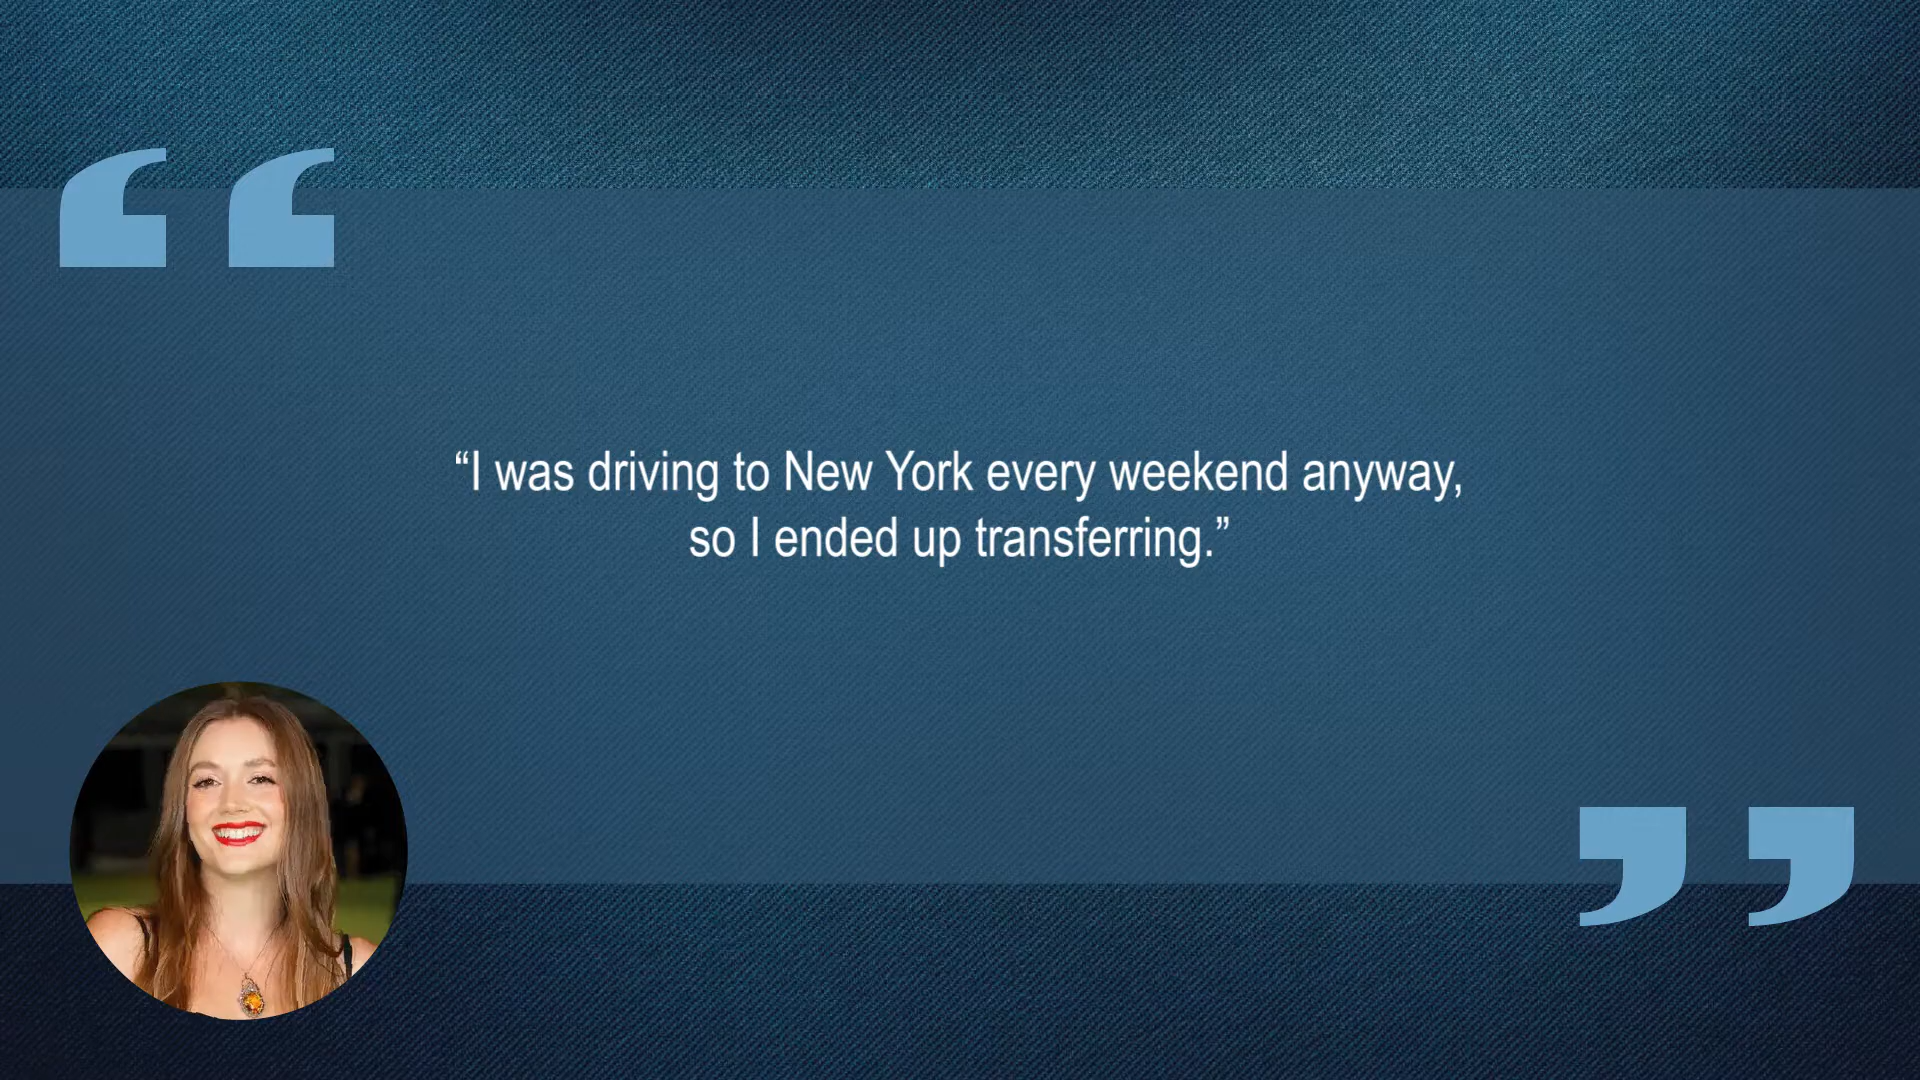 “I was driving to New York every weekend anyway,
so I ended up transferring.”